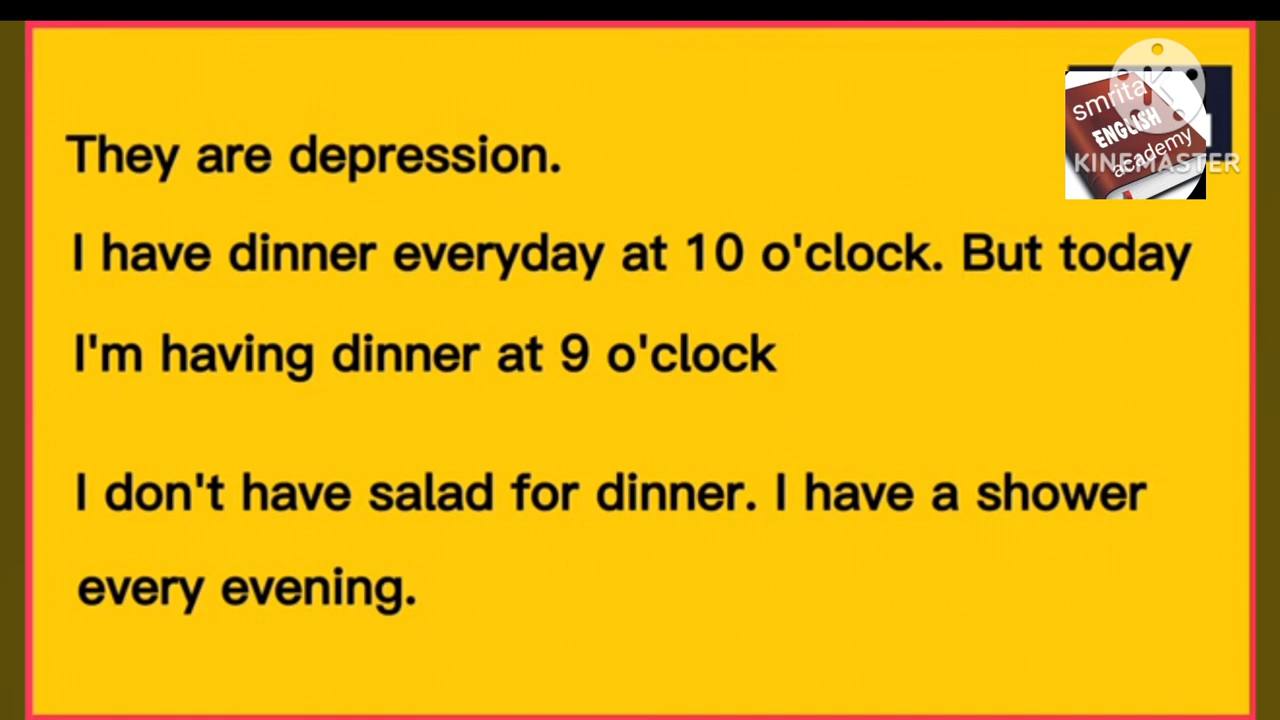 smrita
ENGLISH
academy
KINEMASTER
They are depression.
I have dinner everyday at 10 o'clock. But today
I'm having dinner at 9 o'clock
I don't have salad for dinner. I have a shower
every evening.